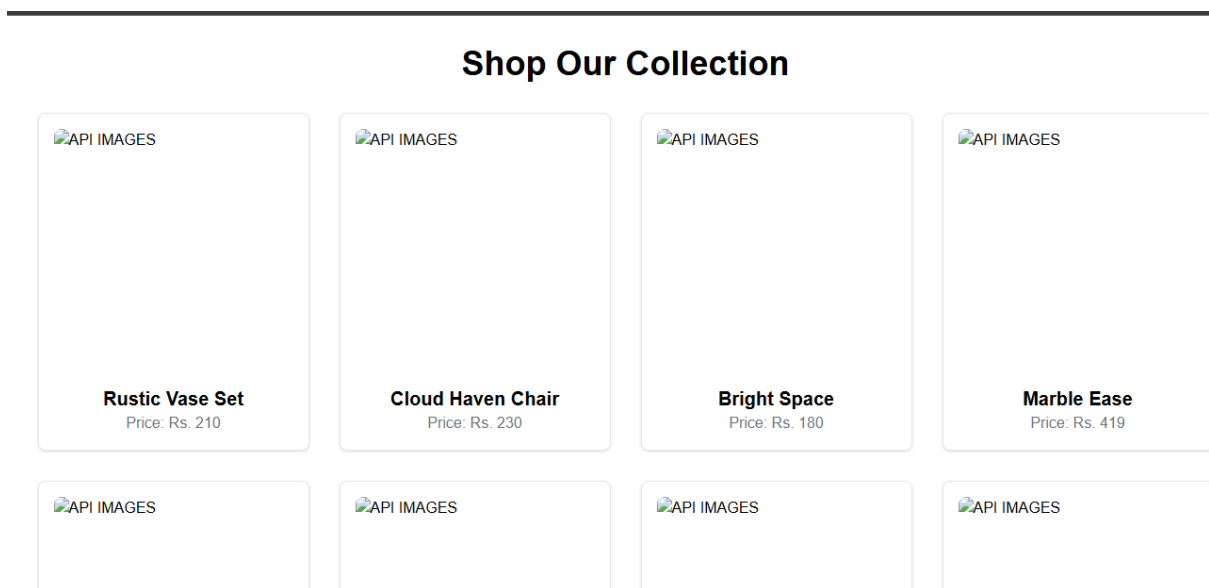 Shop Our Collection
API IMAGES
API IMAGES
API IMAGES
API IMAGES
Rustic Vase Set
Price: Rs. 210
Cloud Haven Chair
Price: Rs. 230
Bright Space
Price: Rs. 180
Marble Ease
Price: Rs. 419
API IMAGES
API IMAGES
API IMAGES
API IMAGES